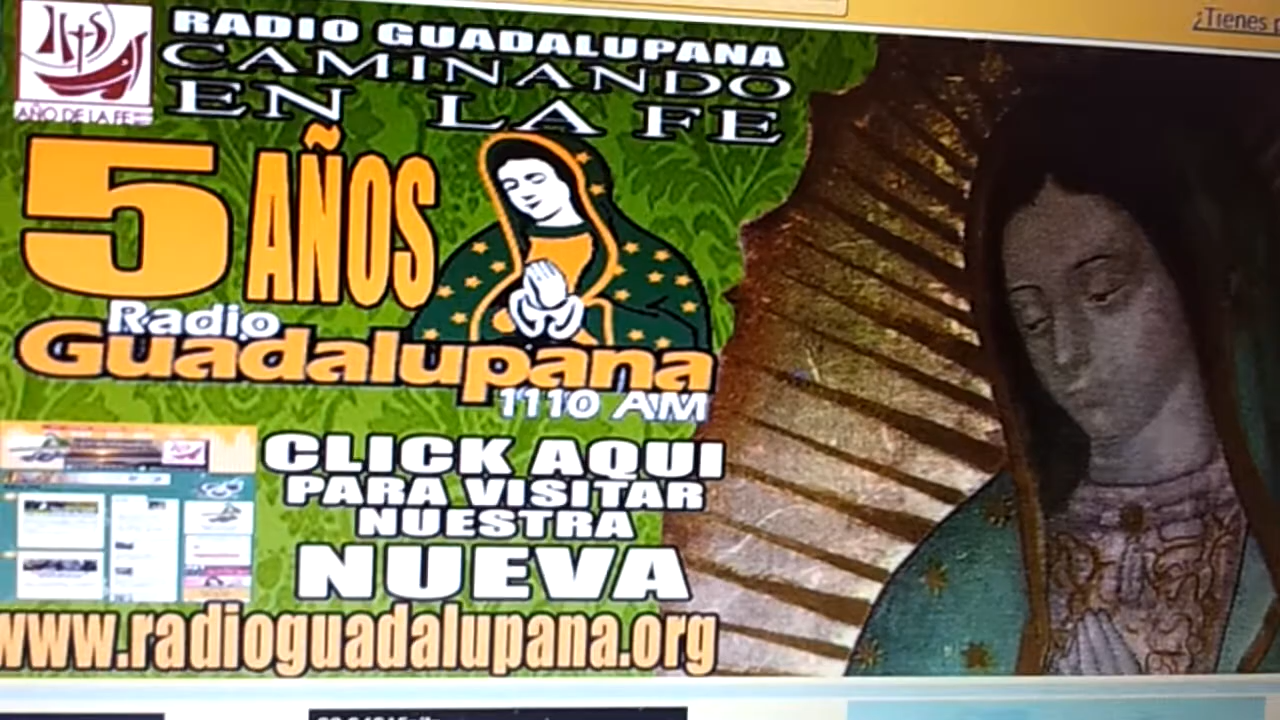 ¿Tienes
RADIO GUADALUPANA
CAMINANDO
EN LA FE
AÑO DE LA FE
5 AÑOS
Radio
Guadalupana
1110 AM
CLICK AQUI
PARA VISITAR
NUESTRA
NUEVA
www.radioguadalupana.org